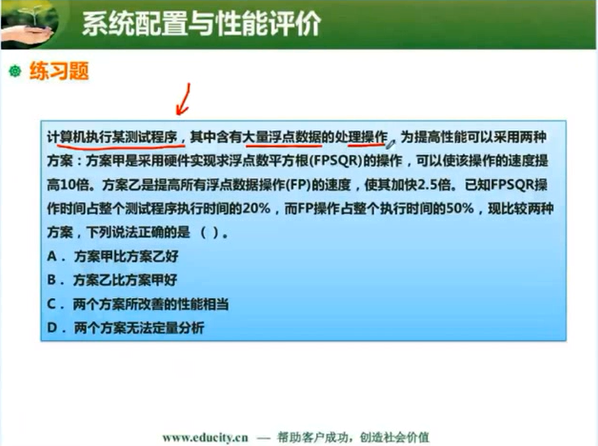 系统配置与性能评价
练习题
计算机执行某测试程序，其中含有大量浮点数据的处理操作，为提高性能可以采用两种
方案：方案甲是采用硬件实现求浮点数平方根(FPSQR)的操作，可以使该操作的速度提
高10倍。方案乙是提高所有浮点数据操作(FP)的速度，使其加快2.5倍。已知FPSQR操
作时间占整个测试程序执行时间的20%，而FP操作占整个执行时间的50%，现比较两种
方案，下列说法正确的是 （ ）。
A． 方案甲比方案乙好
B． 方案乙比方案甲好
C． 两个方案所改善的性能相当
D． 两个方案无法定量分析
www.educity.cn — 帮助客户成功，创造社会价值